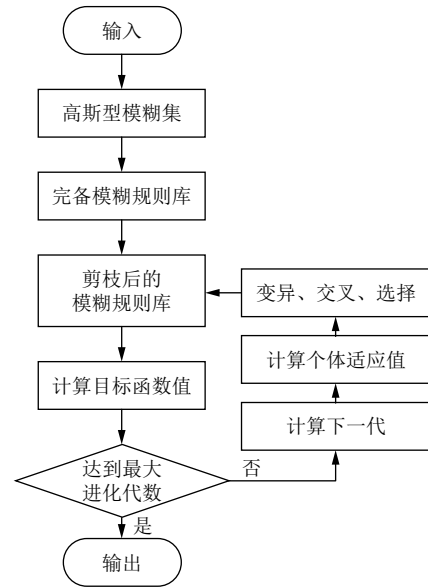 输入
高斯型模糊集
完备模糊规则库
剪枝后的
模糊规则库
变异、交叉、选择
计算个体适应值
计算目标函数值
计算下一代
达到最大
进化代数
否
是
输出